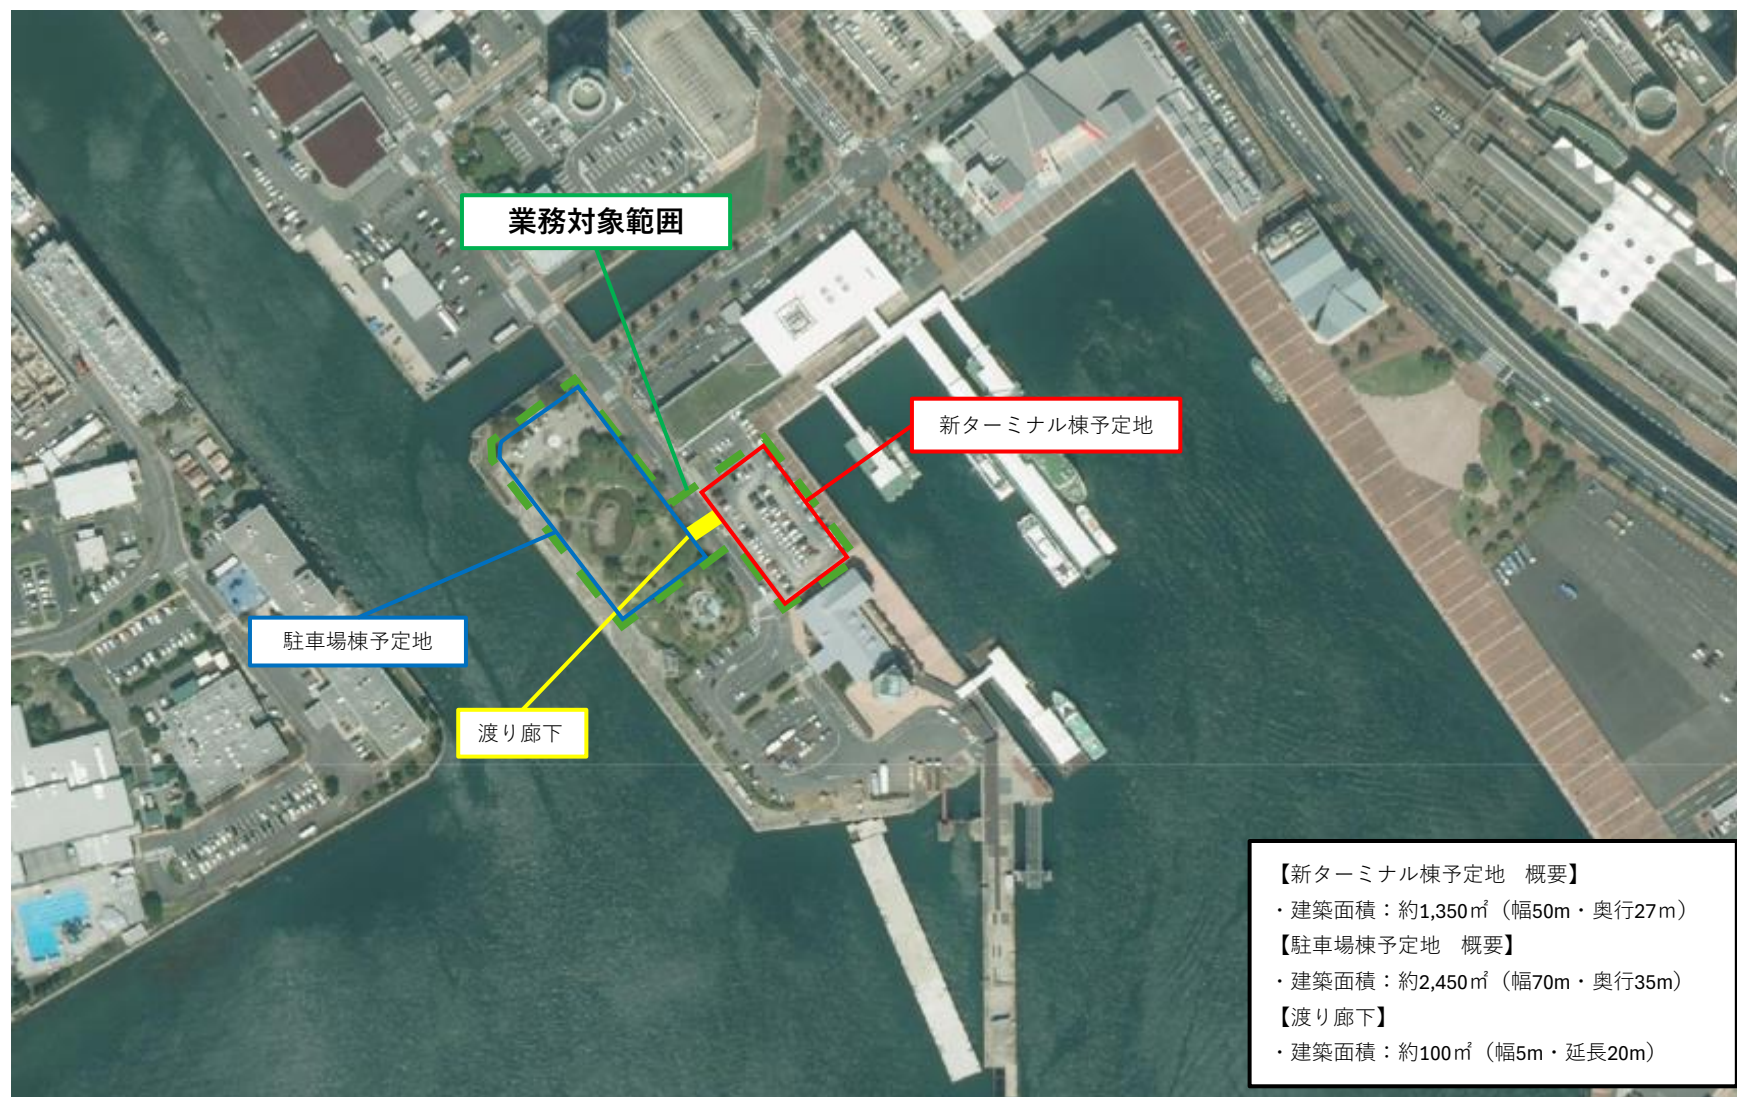 業務対象範囲
新ターミナル棟予定地
駐車場棟予定地
渡り廊下
【新ターミナル棟予定地　概要】
・建築面積：約1,350㎡（幅50m・奥行27ｍ）
【駐車場棟予定地　概要】
・建築面積：約2,450㎡（幅70m・奥行35m）
【渡り廊下】
・建築面積：約100㎡（幅5m・延長20m）